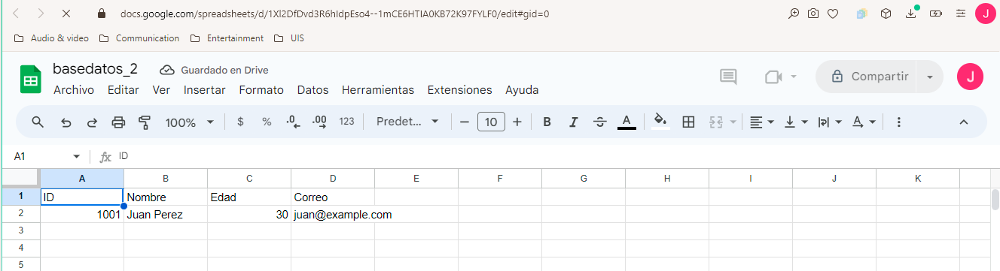 docs.google.com/spreadsheets/d/1Xl2DfDvd3R6hIdpEso4--1mCE6HTIA0KB72K97FYLF0/edit#gid=0
J
Audio & video Communication Entertainment UIS
basedatos_2 Guardado en Drive
Archivo Editar Ver Insertar Formato Datos Herramientas Extensiones Ayuda
Compartir J
100% $ % .0 .00 123 Predet... − 10 + B I S A A
A1 fx ID
A B C D E F G H I J K
1 ID Nombre Edad Correo
2 1001 Juan Perez 30 juan@example.com
3
4
5